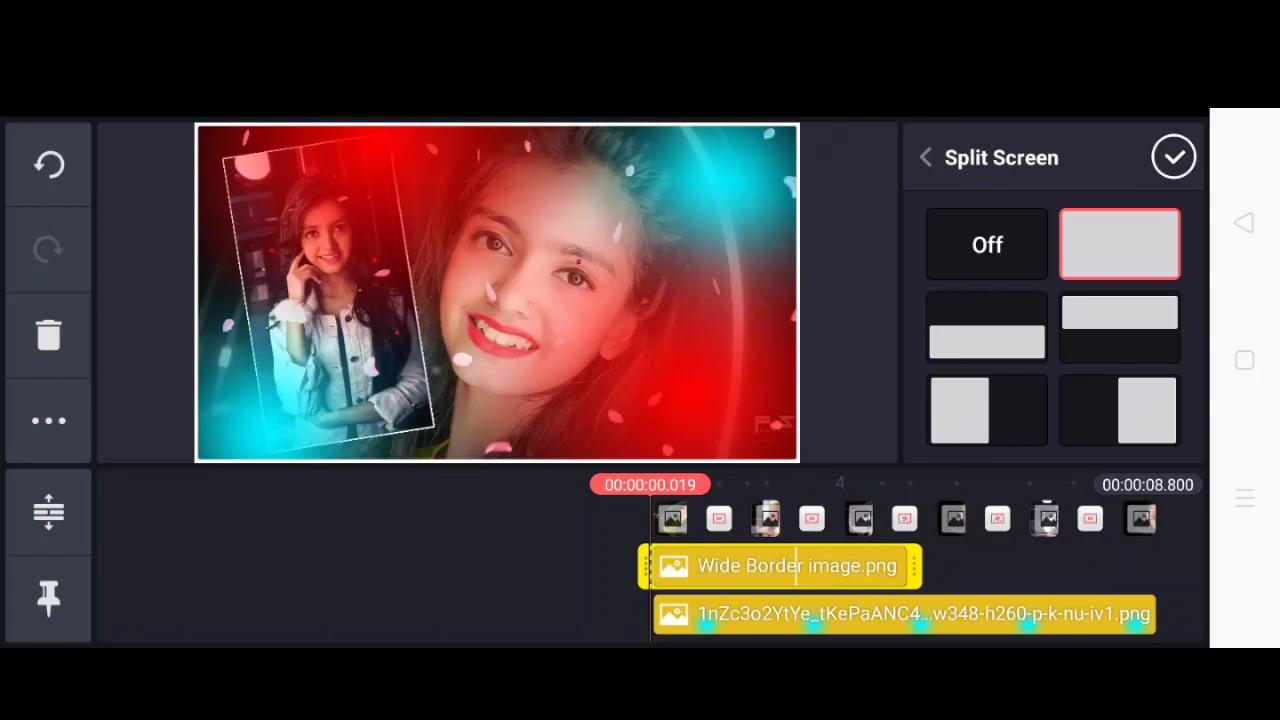 Split Screen
Off
00:00:00.019
4
00:00:08.800
Wide Border image.png
1nZc3o2YtYe_tKePaANC4...w348-h260-p-k-nu-iv1.png